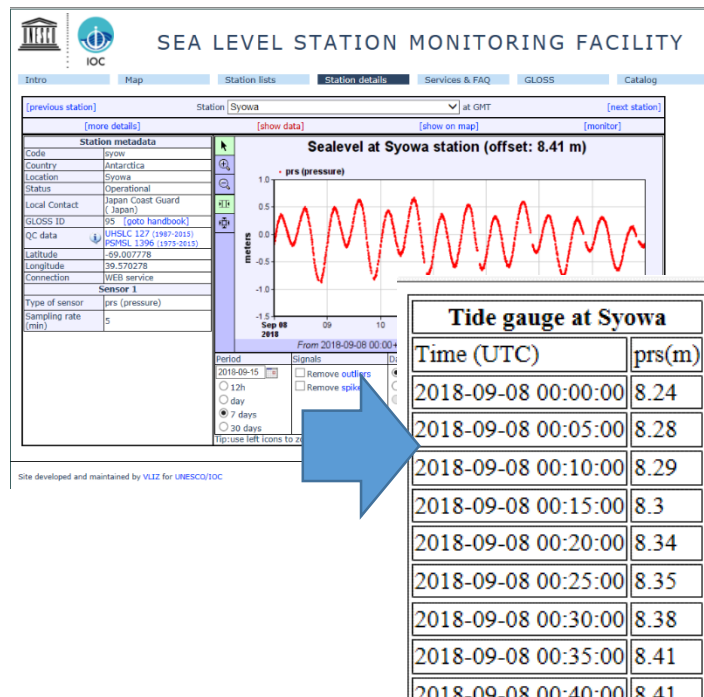 IOC
SEA LEVEL STATION MONITORING FACILITY
Intro Map Station lists Station details Services & FAQ GLOSS Catalog
[previous station] Station Syowa at GMT [next station]
[more details] [show data] [show on map] [monitor]
Station metadata
Code syow
Country Antarctica
Location Syowa
Status Operational
Local Contact Japan Coast Guard
( Japan)
GLOSS ID 95 [goto handbook]
QC data UHSLC 127 (1987-2015)
PSMSL 1396 (1975-2015)
Latitude -69.007778
Longitude 39.570278
Connection WEB service
Sensor 1
Type of sensor prs (pressure)
Sampling rate
(min) 5
Sealevel at Syowa station (offset: 8.41 m)
prs (pressure)
meters
1.0
0.5
0.0
-0.5
-1.0
-1.5
Sep 08 09 10
2018
From 2018-09-08 00:00
Period Signals
2018-09-15 Remove outliers
12h Remove
day
7 days
30 days
Tip:use left icons to
Site developed and maintained by VLIZ for UNESCO/IOC
Tide gauge at Syowa
Time (UTC) prs(m)
2018-09-08 00:00:00 8.24
2018-09-08 00:05:00 8.28
2018-09-08 00:10:00 8.29
2018-09-08 00:15:00 8.3
2018-09-08 00:20:00 8.34
2018-09-08 00:25:00 8.35
2018-09-08 00:30:00 8.38
2018-09-08 00:35:00 8.41
2018-09-08 00:40:00 8.41